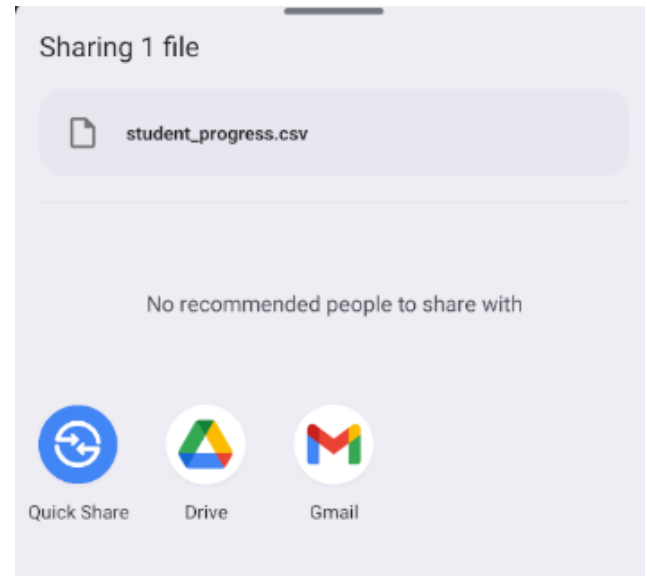 Sharing 1 file
student_progress.csv
No recommended people to share with
Quick Share
Drive
Gmail